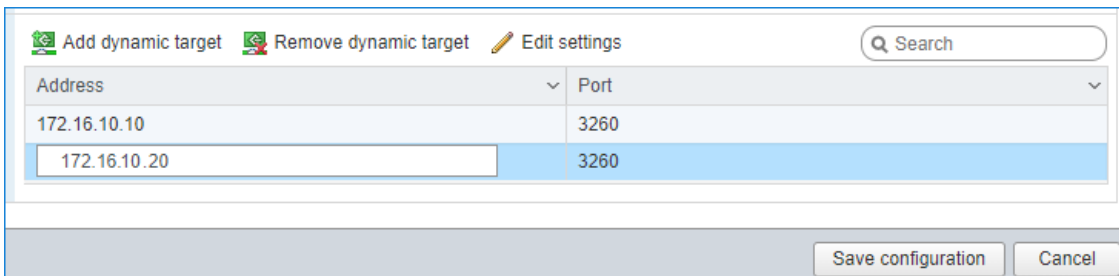 Add dynamic target Remove dynamic target Edit settings Search
Address Port
172.16.10.10 3260
172.16.10.20 3260
Save configuration Cancel